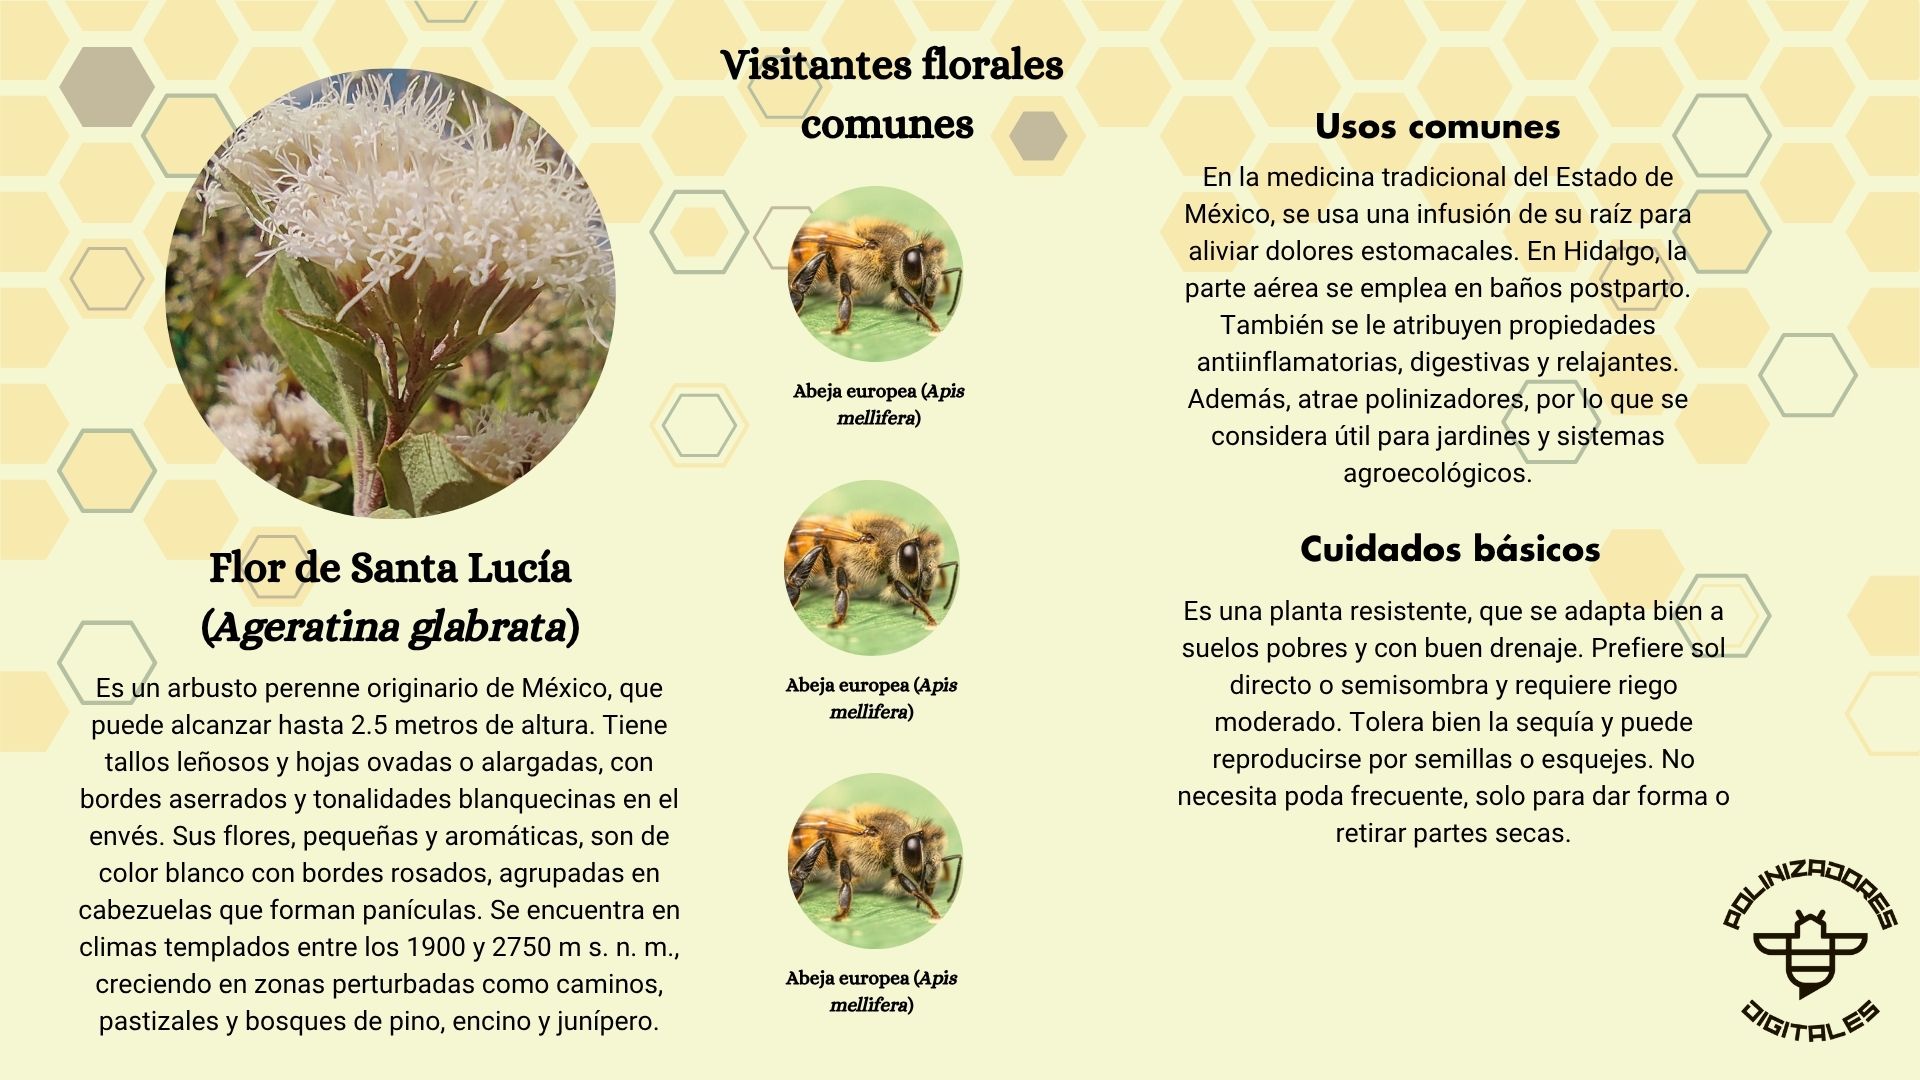 Flor de Santa Lucía
(Ageratina glabrata)
Es un arbusto perenne originario de México, que
puede alcanzar hasta 2.5 metros de altura. Tiene
tallos leñosos y hojas ovadas o alargadas, con
bordes aserrados y tonalidades blanquecinas en el
envés. Sus flores, pequeñas y aromáticas, son de
color blanco con bordes rosados, agrupadas en
cabezuelas que forman panículas. Se encuentra en
climas templados entre los 1900 y 2750 m s. n. m.,
creciendo en zonas perturbadas como caminos,
pastizales y bosques de pino, encino y junípero.
Visitantes florales
comunes
Abeja europea (Apis
mellifera)
Abeja europea (Apis
mellifera)
Abeja europea (Apis
mellifera)
Usos comunes
En la medicina tradicional del Estado de
México, se usa una infusión de su raíz para
aliviar dolores estomacales. En Hidalgo, la
parte aérea se emplea en baños postparto.
También se le atribuyen propiedades
antiinflamatorias, digestivas y relajantes.
Además, atrae polinizadores, por lo que se
considera útil para jardines y sistemas
agroecológicos.
Cuidados básicos
Es una planta resistente, que se adapta bien a
suelos pobres y con buen drenaje. Prefiere sol
directo o semisombra y requiere riego
moderado. Tolera bien la sequía y puede
reproducirse por semillas o esquejes. No
necesita poda frecuente, solo para dar forma o
retirar partes secas.
POLINIZADORES
DIGITALES